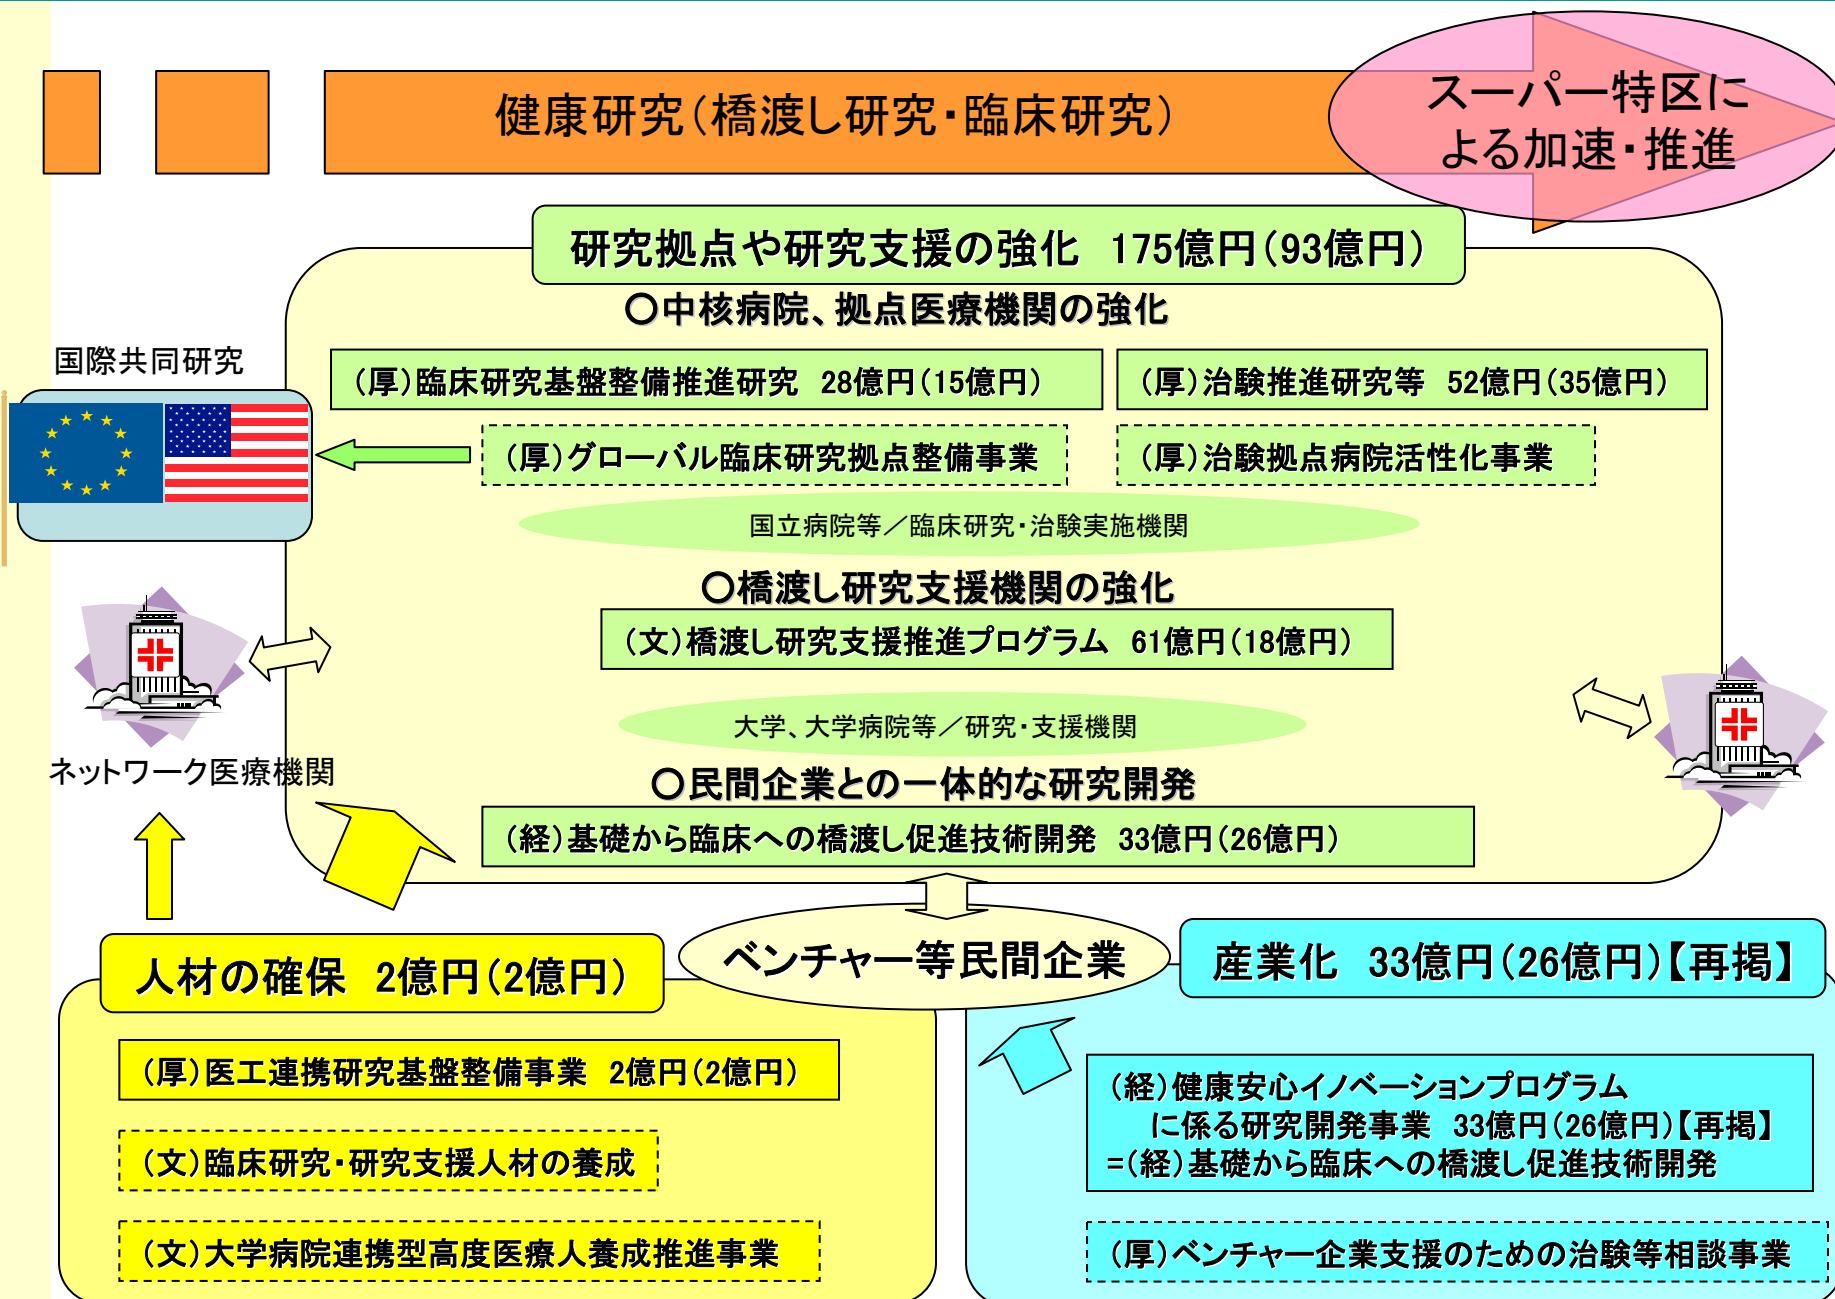 健康研究(橋渡し研究・臨床研究)
スーパー特区に
よる加速・推進
研究拠点や研究支援の強化 175億円(93億円)
○中核病院、拠点医療機関の強化
国際共同研究
(厚)臨床研究基盤整備推進研究 28億円(15億円)
(厚)治験推進研究等 52億円(35億円)
(厚)グローバル臨床研究拠点整備事業
(厚)治験拠点病院活性化事業
国立病院等/臨床研究・治験実施機関
○橋渡し研究支援機関の強化
(文)橋渡し研究支援推進プログラム 61億円(18億円)
大学、大学病院等/研究・支援機関
ネットワーク医療機関
○民間企業との一体的な研究開発
(経)基礎から臨床への橋渡し促進技術開発 33億円(26億円)
ベンチャー等民間企業
人材の確保 2億円(2億円)
(厚)医工連携研究基盤整備事業 2億円(2億円)
(文)臨床研究・研究支援人材の養成
(文)大学病院連携型高度医療人養成推進事業
産業化 33億円(26億円)【再掲】
(経)健康安心イノベーションプログラム
に係る研究開発事業 33億円(26億円)【再掲】
=(経)基礎から臨床への橋渡し促進技術開発
(厚)ベンチャー企業支援のための治験等相談事業